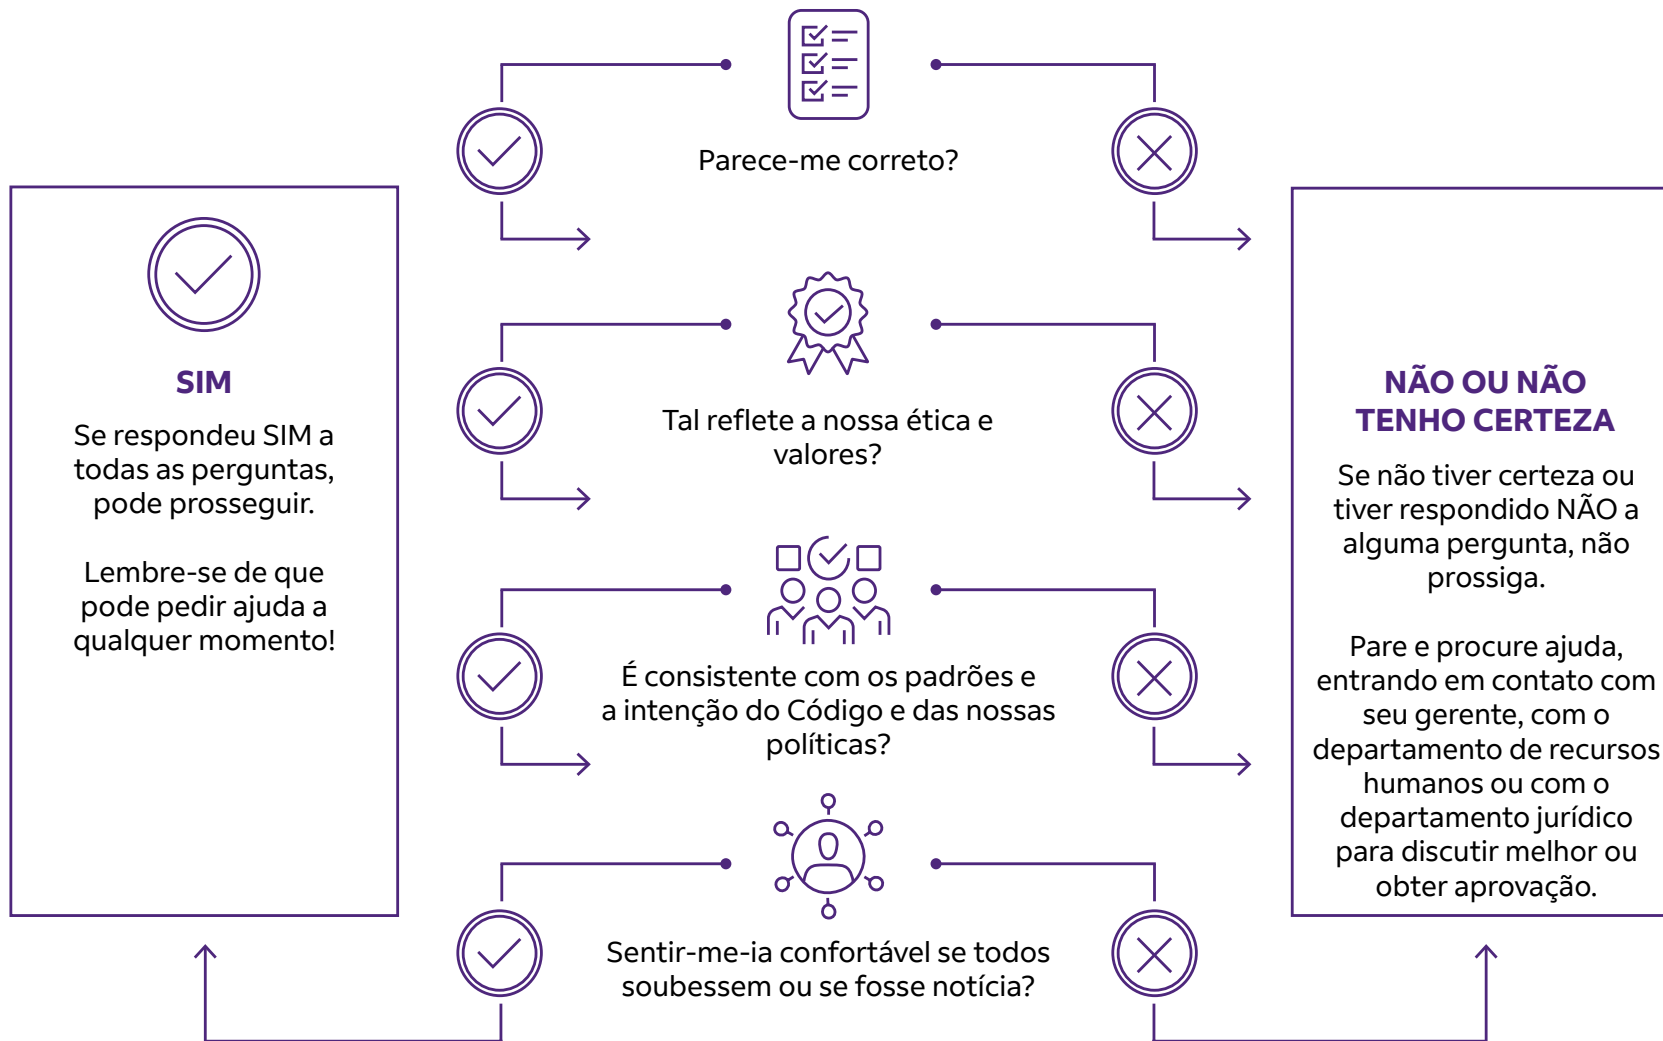 Parece-me correto?
SIM
Se respondeu SIM a
todas as perguntas,
pode prosseguir.
Lembre-se de que
pode pedir ajuda a
qualquer momento!
Tal reflete a nossa ética e
valores?
É consistente com os padrões e
a intenção do Código e das nossas
políticas?
Sentir-me-ia confortável se todos
soubessem ou se fosse notícia?
NÃO OU NÃO
TENHO CERTEZA
Se não tiver certeza ou
tiver respondido NÃO a
alguma pergunta, não
prossiga.
Pare e procure ajuda,
entrando em contato com
seu gerente, com o
departamento de recursos
humanos ou com o
departamento jurídico
para discutir melhor ou
obter aprovação.